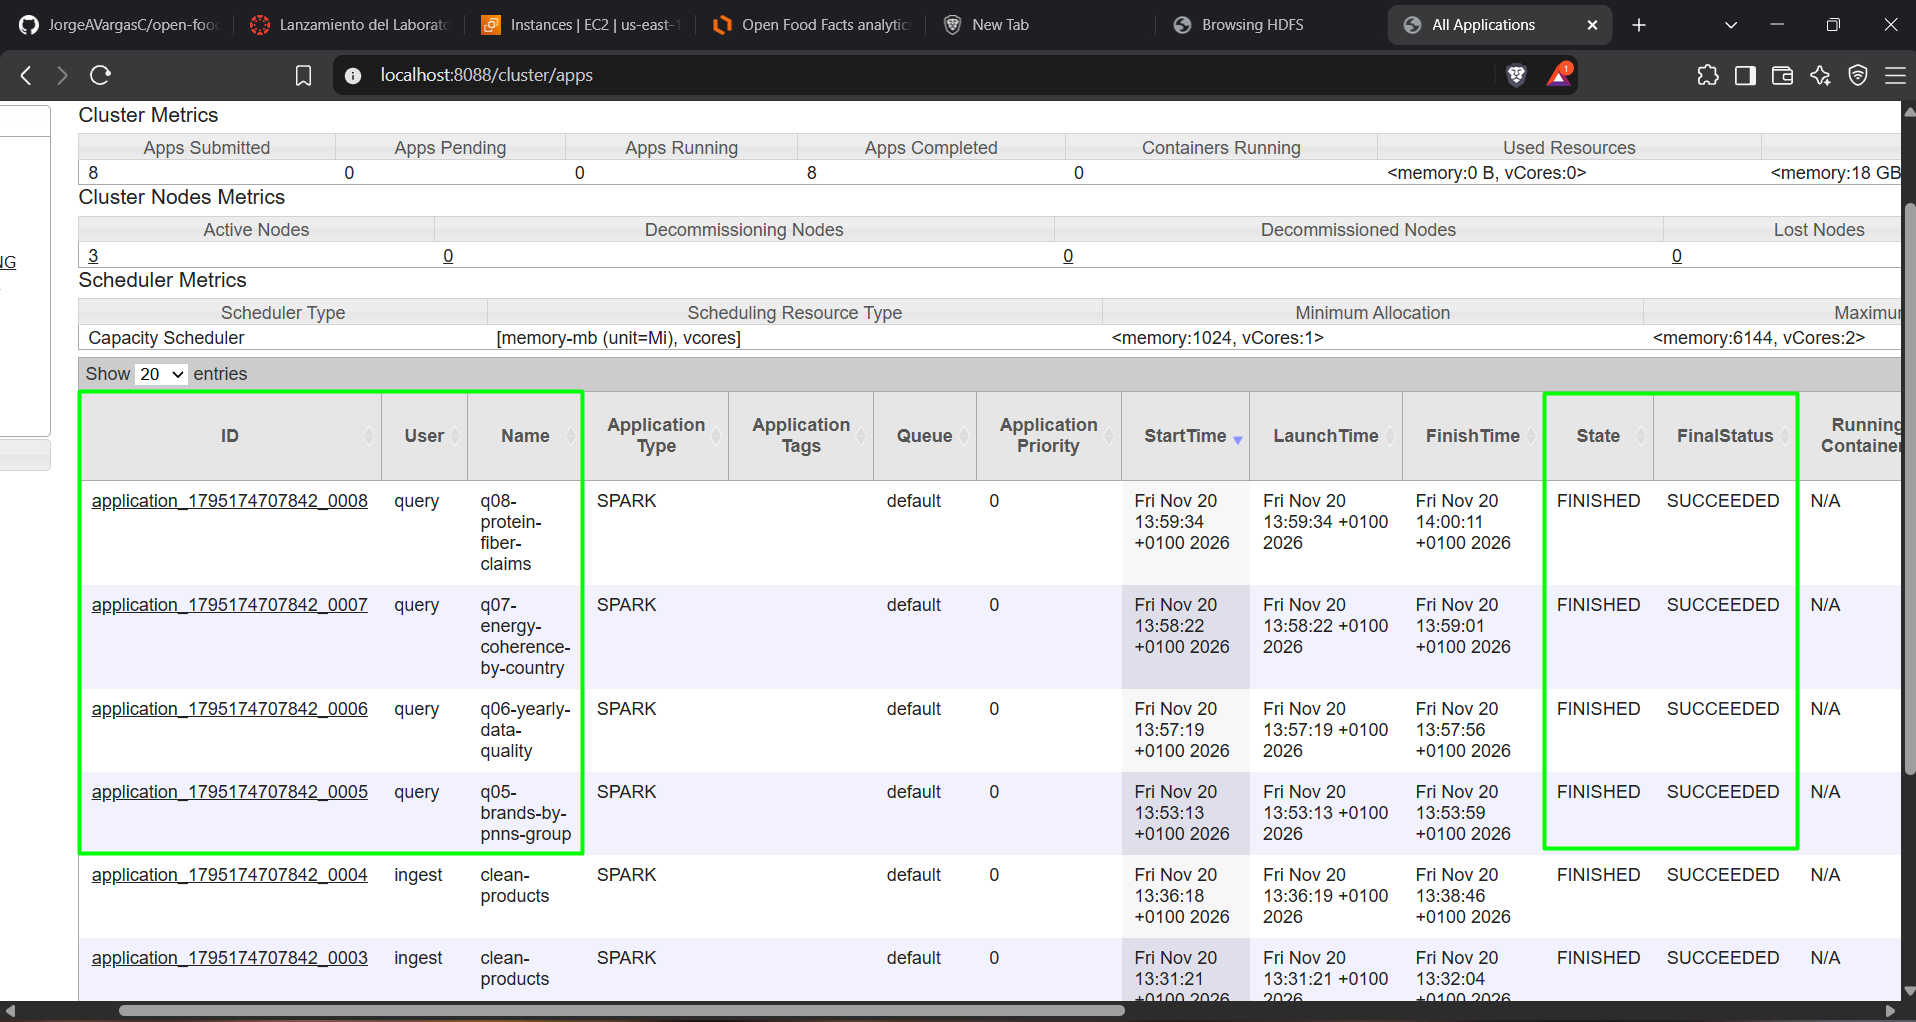 JorgeAVargasC/open-food
Lanzamiento del Laborato
Instances | EC2 | us-east-1
Open Food Facts analytic
New Tab
Browsing HDFS
All Applications
localhost:8088/cluster/apps
1
NG
Cluster Metrics
Apps Submitted Apps Pending Apps Running Apps Completed Containers Running Used Resources
8 0 0 8 0 <memory:0 B, vCores:0> <memory:18 GB
Cluster Nodes Metrics
Active Nodes Decommissioning Nodes Decommissioned Nodes Lost Nodes
3 0 0 0
Scheduler Metrics
Scheduler Type Scheduling Resource Type Minimum Allocation Maximum
Capacity Scheduler [memory-mb (unit=Mi), vcores] <memory:1024, vCores:1> <memory:6144, vCores:2>
Show 20 entries
ID User Name Application Type Application Tags Queue Application Priority StartTime LaunchTime FinishTime State FinalStatus Running Container
application_1795174707842_0008 query q08-protein-fiber-claims SPARK default 0 Fri Nov 20 13:59:34 +0100 2026 Fri Nov 20 13:59:34 +0100 2026 Fri Nov 20 14:00:11 +0100 2026 FINISHED SUCCEEDED N/A
application_1795174707842_0007 query q07-energy-coherence-by-country SPARK default 0 Fri Nov 20 13:58:22 +0100 2026 Fri Nov 20 13:58:22 +0100 2026 Fri Nov 20 13:59:01 +0100 2026 FINISHED SUCCEEDED N/A
application_1795174707842_0006 query q06-yearly-data-quality SPARK default 0 Fri Nov 20 13:57:19 +0100 2026 Fri Nov 20 13:57:19 +0100 2026 Fri Nov 20 13:57:56 +0100 2026 FINISHED SUCCEEDED N/A
application_1795174707842_0005 query q05-brands-by-pnns-group SPARK default 0 Fri Nov 20 13:53:13 +0100 2026 Fri Nov 20 13:53:13 +0100 2026 Fri Nov 20 13:53:59 +0100 2026 FINISHED SUCCEEDED N/A
application_1795174707842_0004 ingest clean-products SPARK default 0 Fri Nov 20 13:36:18 +0100 2026 Fri Nov 20 13:36:19 +0100 2026 Fri Nov 20 13:38:46 +0100 2026 FINISHED SUCCEEDED N/A
application_1795174707842_0003 ingest clean-products SPARK default 0 Fri Nov 20 13:31:21 +0100 2026 Fri Nov 20 13:31:21 +0100 2026 Fri Nov 20 13:32:04 +0100 2026 FINISHED SUCCEEDED N/A